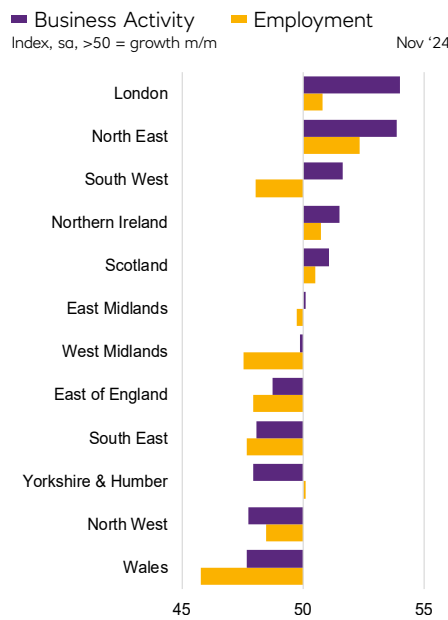 Business Activity Employment
Index, sa, >50 = growth m/m Nov ‘24
London
North East
South West
Northern Ireland
Scotland
East Midlands
West Midlands
East of England
South East
Yorkshire & Humber
North West
Wales
45 50 55